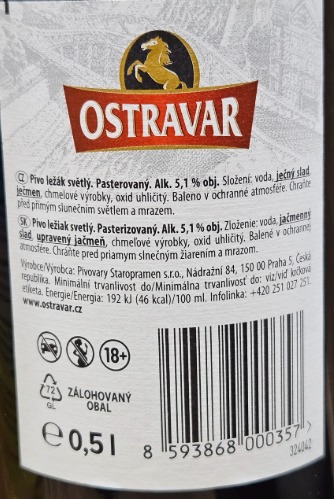 OSTRAVAR
CZ Pivo ležák světlý. Pasterovaný. Alk. 5,1 % obj. Složení: voda, ječný slad,
ječmen, chmelové výrobky, oxid uhličitý. Baleno v ochranné atmosféře. Chraňte
před přímým slunečním světlem a mrazem.
SK Pivo ležiak svetlý. Pasterizovaný. Alk. 5,1 % obj. Zloženie: voda, jačmenný
slad, upravený jačmeň, chmeľové výrobky, oxid uhličitý. Balené v ochrannej
atmosfére. Chráňte pred priamym slnečným žiarením a mrazom.
Výrobce/Výrobca: Pivovary Staropramen s.r.o., Nádražní 84, 150 00 Praha 5, Česká
republika. Minimální trvanlivost do/Minimálna trvanlivosť do: viz/viď krčková
etiketa. Energie/Energia: 192 kJ (46 kcal)/100 ml. Infolinka: +420 251 027 251.
www.ostravar.cz
18+
72
GL
ZÁLOHOVANÝ
OBAL
e 0,5 l
8 593868 000357 >
324042